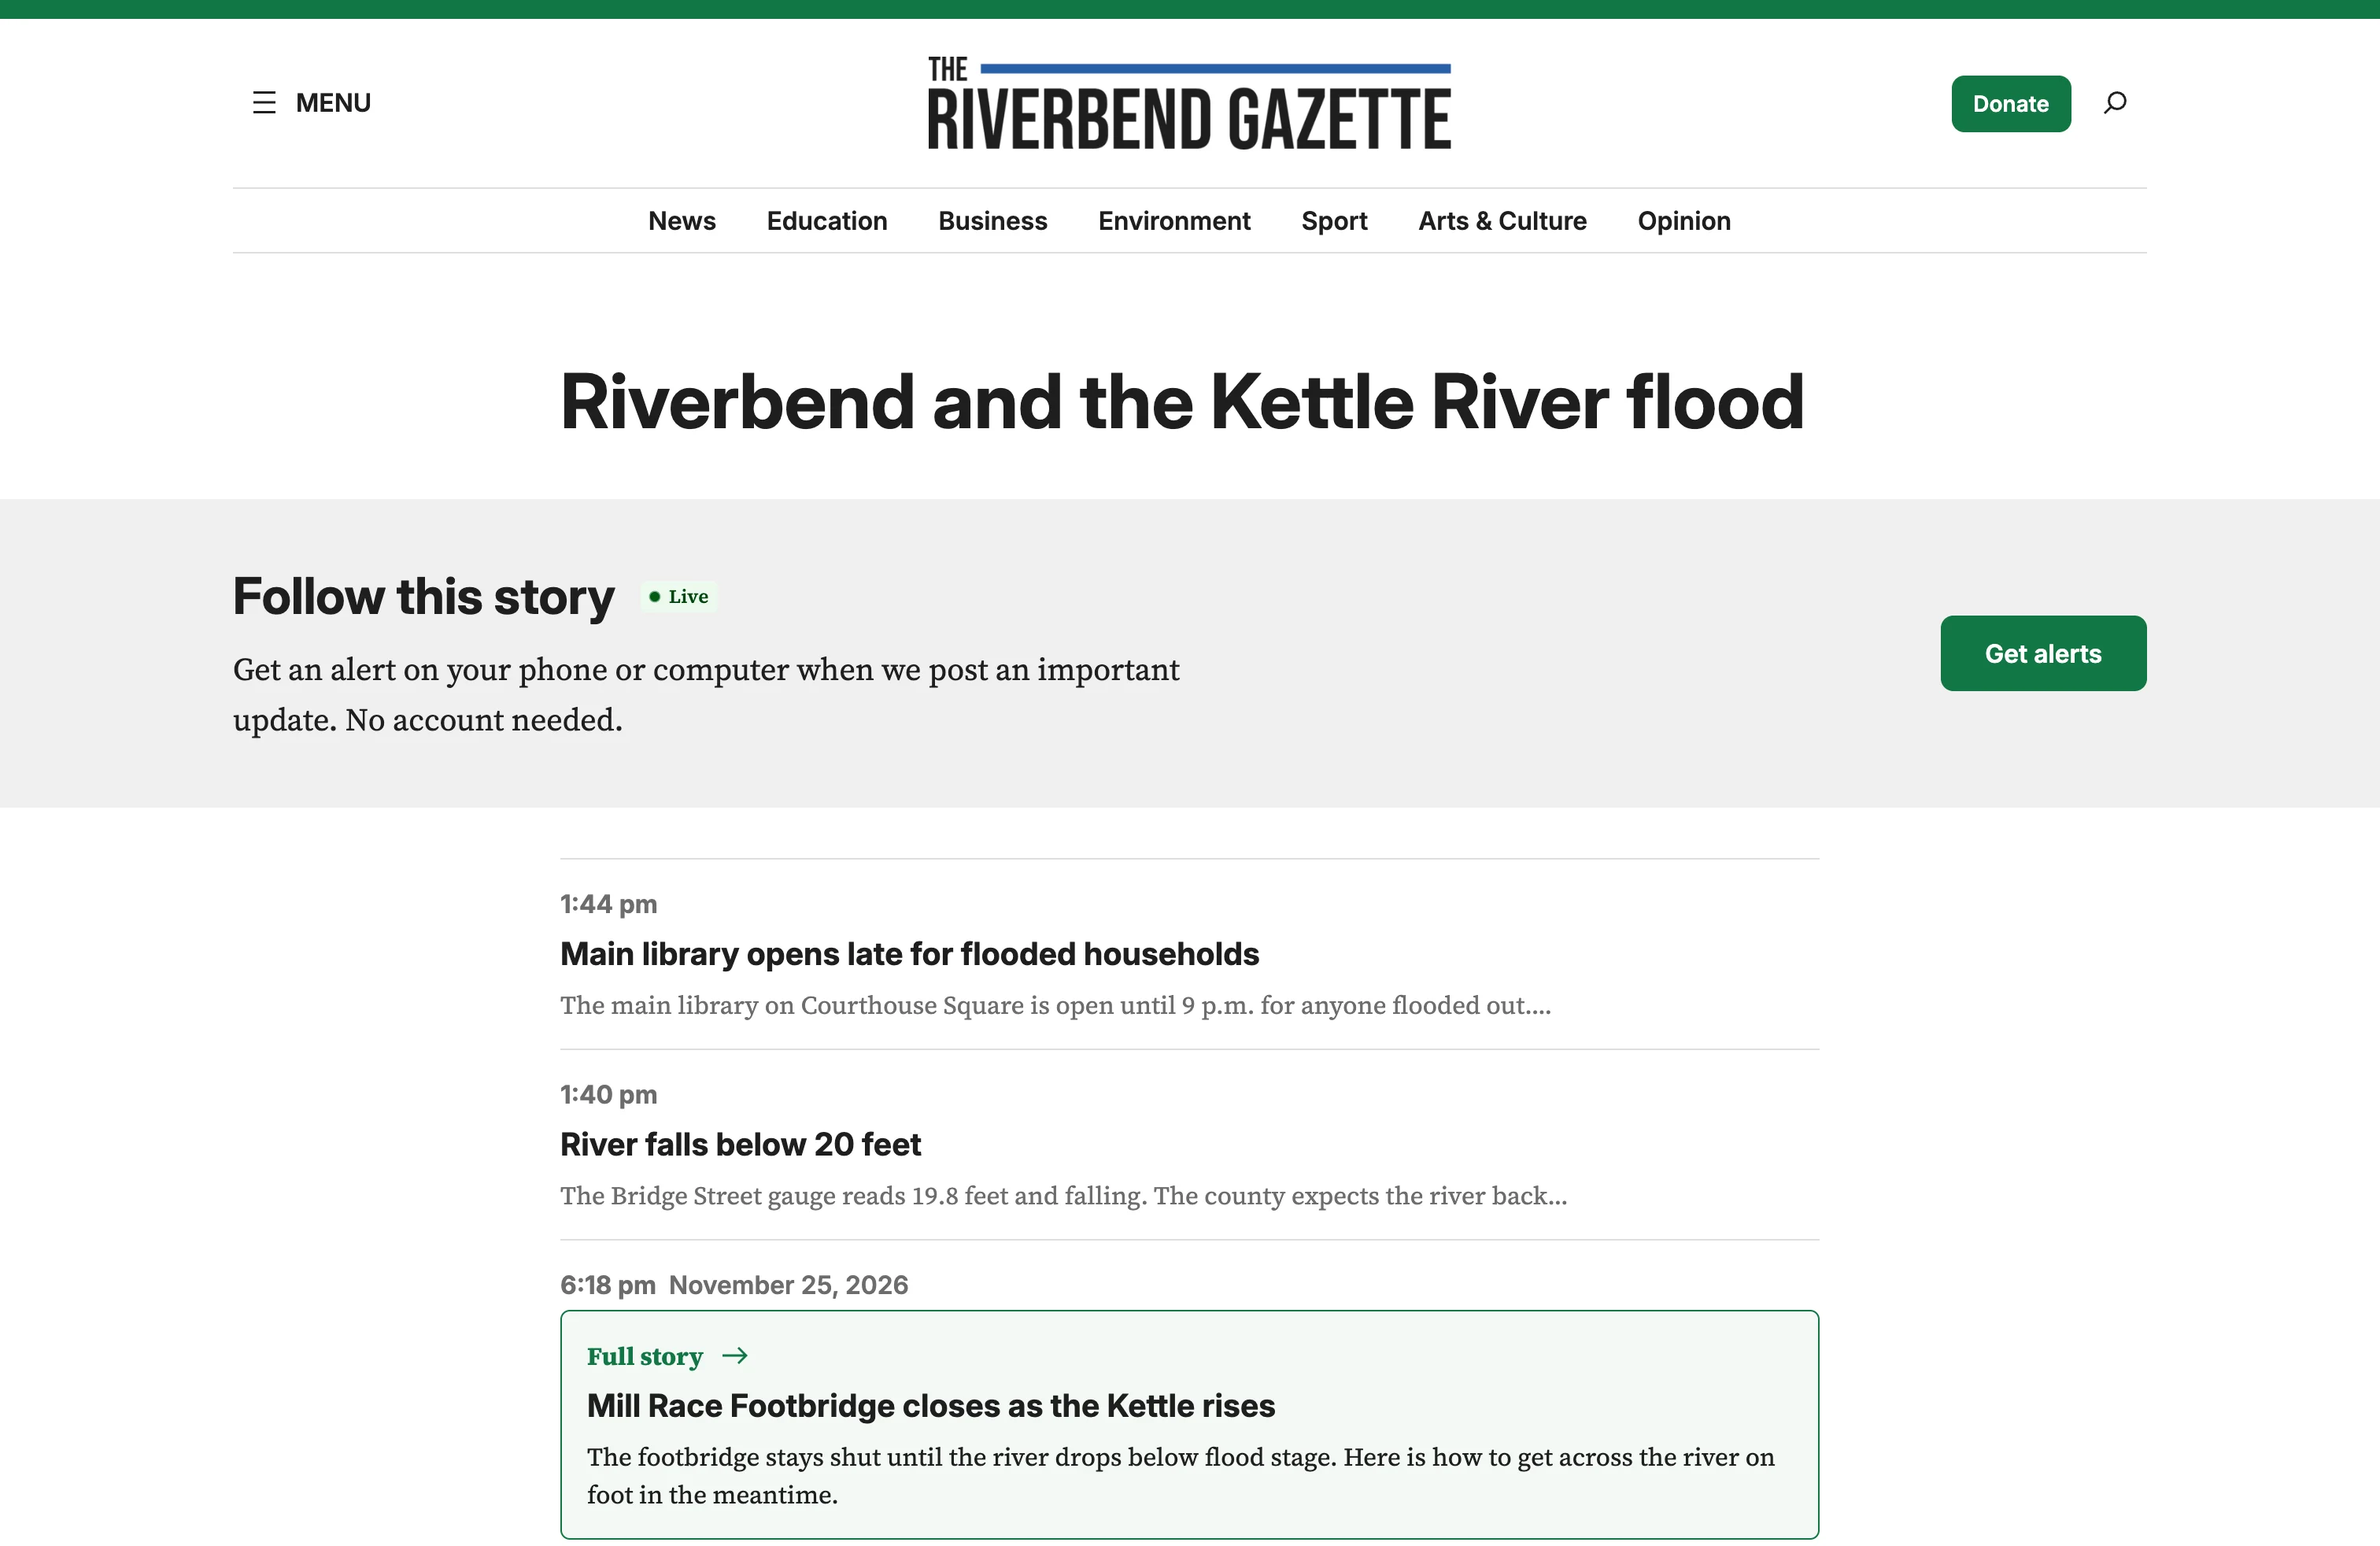 MENU
THE
RIVERBEND GAZETTE
Donate
News Education Business Environment Sport Arts & Culture Opinion
Riverbend and the Kettle River flood
Follow this story Live
Get an alert on your phone or computer when we post an important
update. No account needed.
Get alerts
1:44 pm
Main library opens late for flooded households
The main library on Courthouse Square is open until 9 p.m. for anyone flooded out....
1:40 pm
River falls below 20 feet
The Bridge Street gauge reads 19.8 feet and falling. The county expects the river back...
6:18 pm November 25, 2026
Full story →
Mill Race Footbridge closes as the Kettle rises
The footbridge stays shut until the river drops below flood stage. Here is how to get across the river on
foot in the meantime.